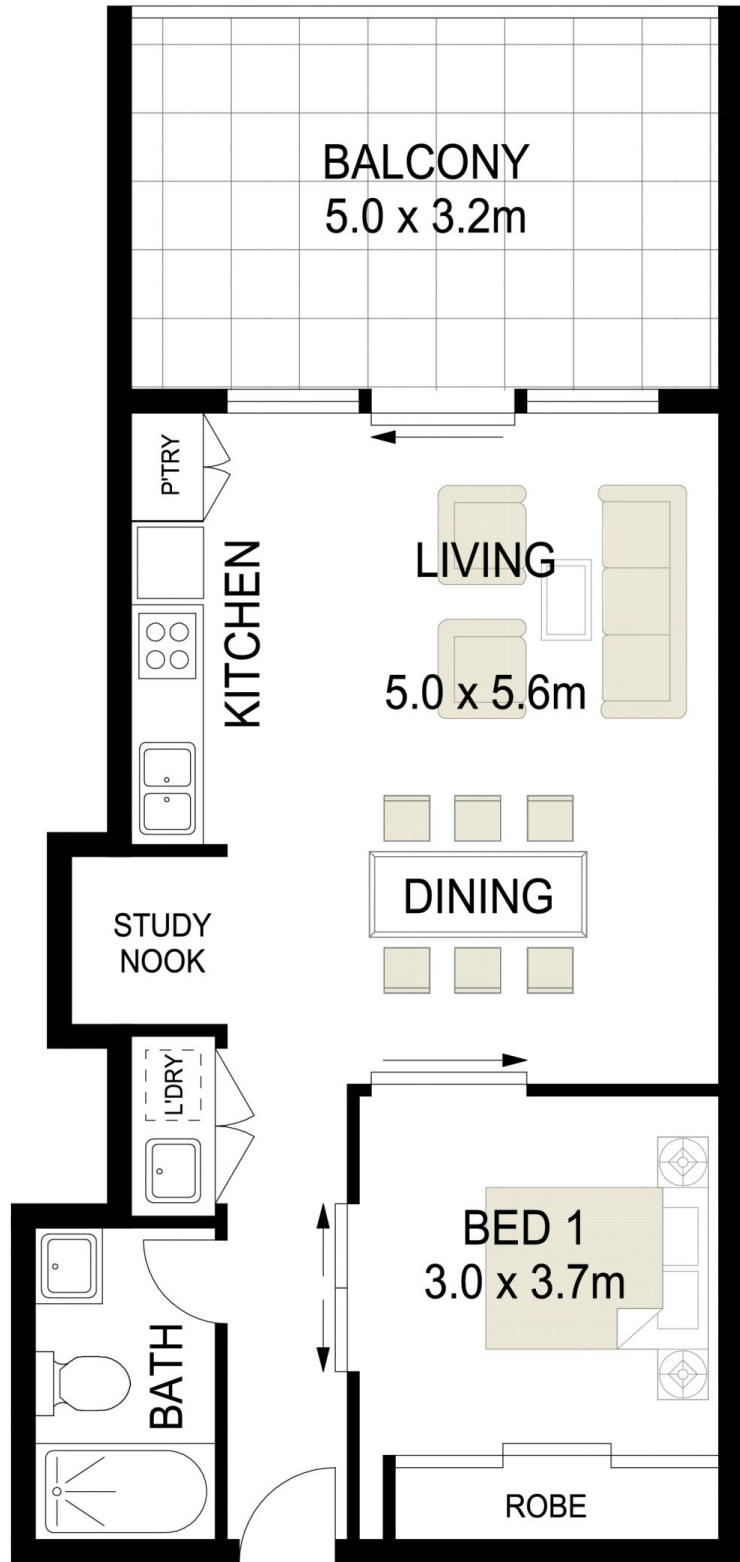 BALCONY
5.0 x 3.2m
P'TRY
KITCHEN
LIVING
5.0 x 5.6m
DINING
STUDY
NOOK
L'DRY
BED 1
3.0 x 3.7m
BATH
ROBE